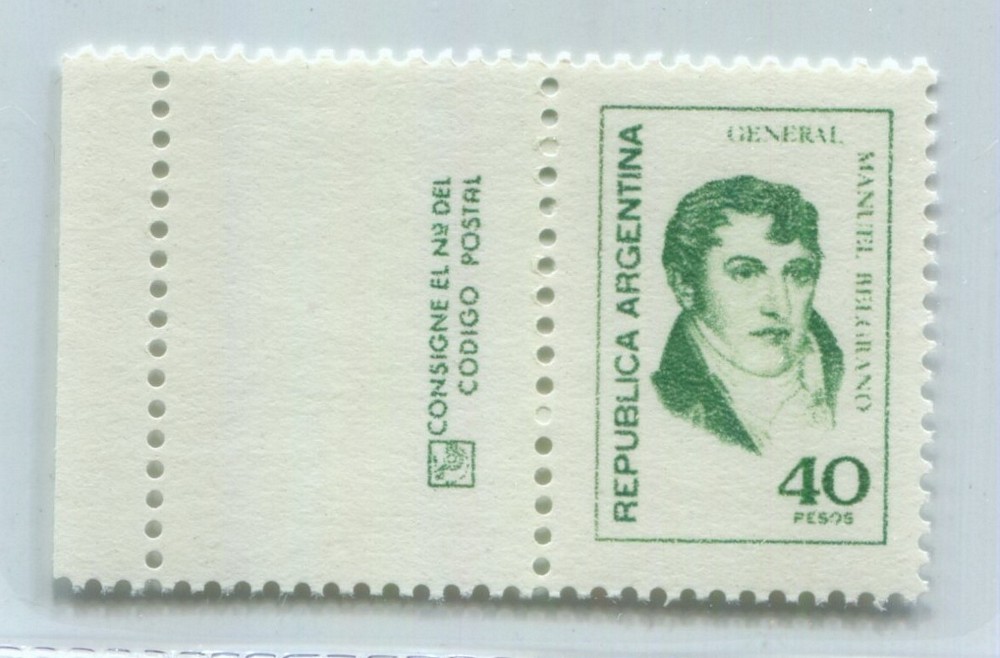 CONSIGNE EL Nº DEL
CODIGO POSTAL
REPUBLICA ARGENTINA
GENERAL
MANUEL BELGRANO
40
PESOS